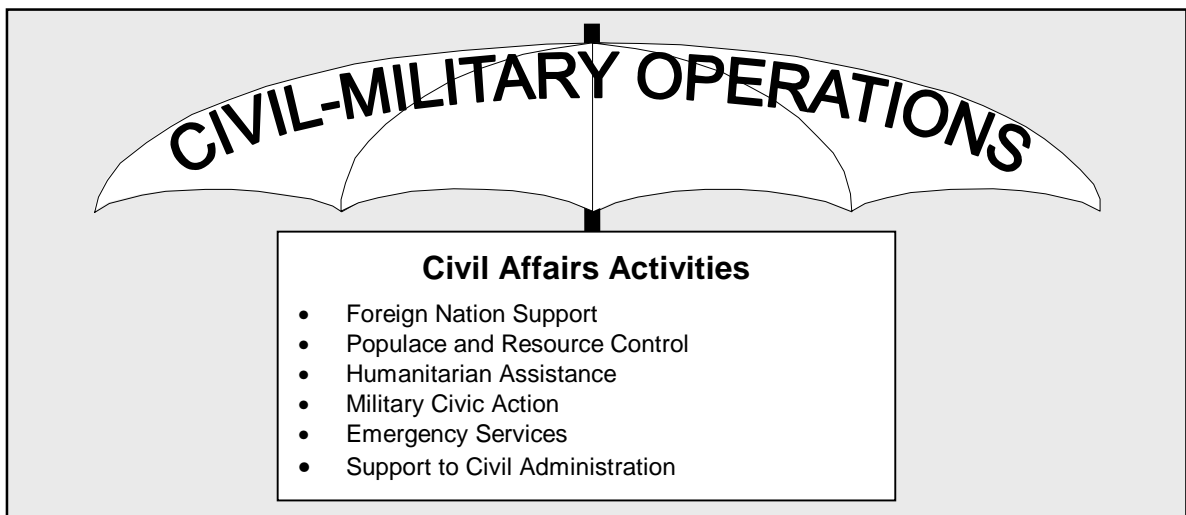 CIVIL-MILITARY OPERATIONS
Civil Affairs Activities
• Foreign Nation Support
• Populace and Resource Control
• Humanitarian Assistance
• Military Civic Action
• Emergency Services
• Support to Civil Administration